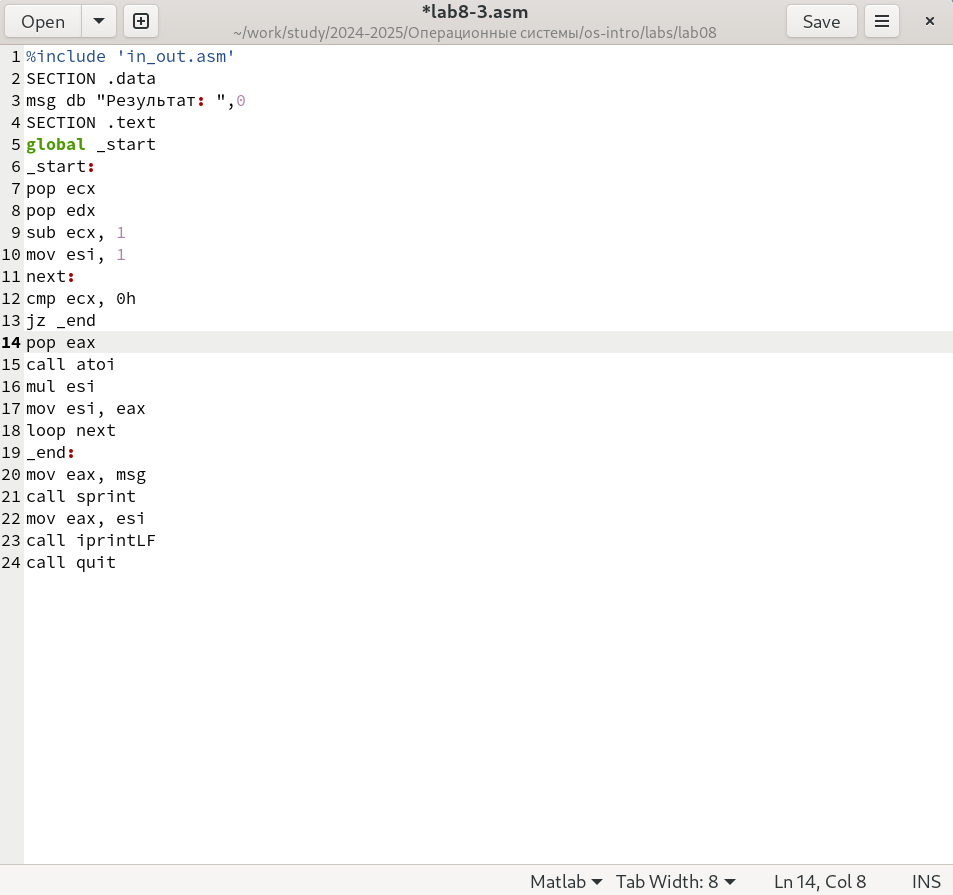 Open
*lab8-3.asm
~/work/study/2024-2025/Операционные системы/os-intro/labs/lab08
Save
1 %include 'in_out.asm'
2 SECTION .data
3 msg db "Результат: ",0
4 SECTION .text
5 global _start
6 _start:
7 pop ecx
8 pop edx
9 sub ecx, 1
10 mov esi, 1
11 next:
12 cmp ecx, 0h
13 jz _end
14 pop eax
15 call atoi
16 mul esi
17 mov esi, eax
18 loop next
19 _end:
20 mov eax, msg
21 call sprint
22 mov eax, esi
23 call iprintLF
24 call quit
Matlab Tab Width: 8 Ln 14, Col 8 INS